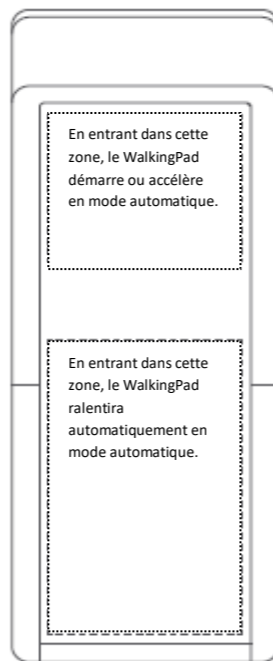 En entrant dans cette
zone, le WalkingPad
démarre ou accélère
en mode automatique.
En entrant dans cette
zone, le WalkingPad
ralentira
automatiquement en
mode automatique.